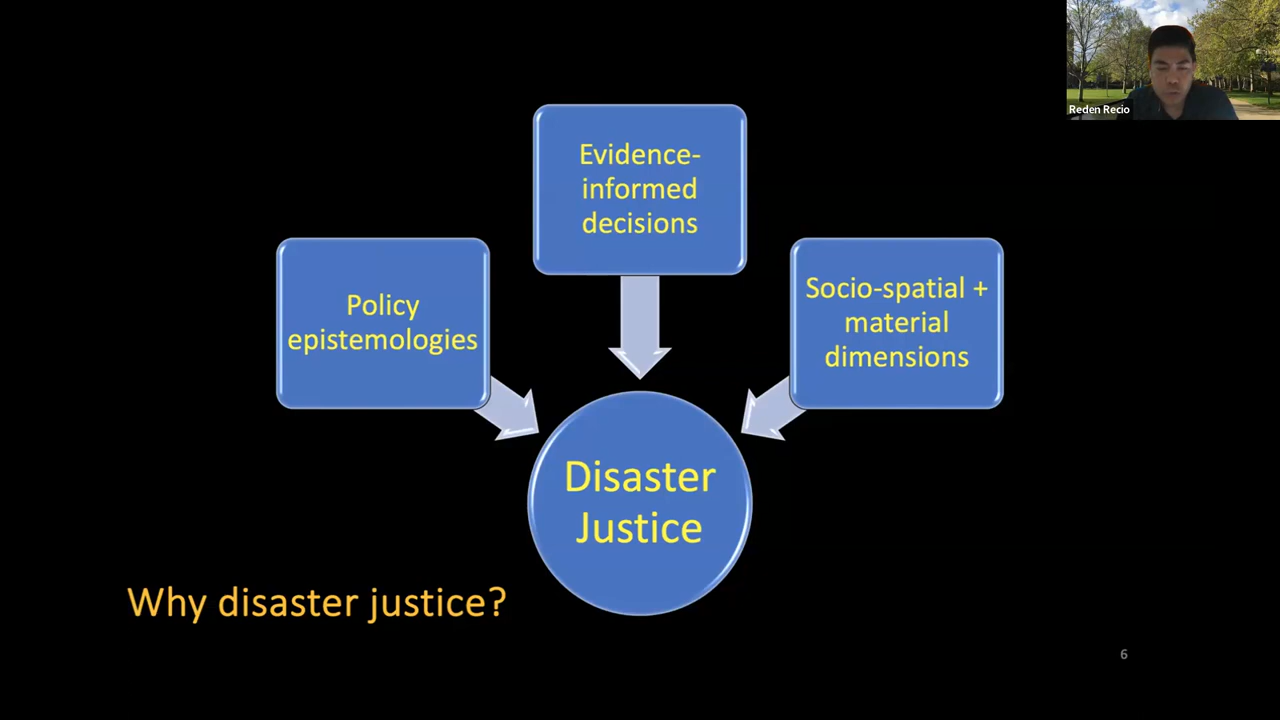 Reden Recio
Evidence-
informed
decisions
Policy
epistemologies
Socio-spatial +
material
dimensions
Disaster
Justice
Why disaster justice?
6